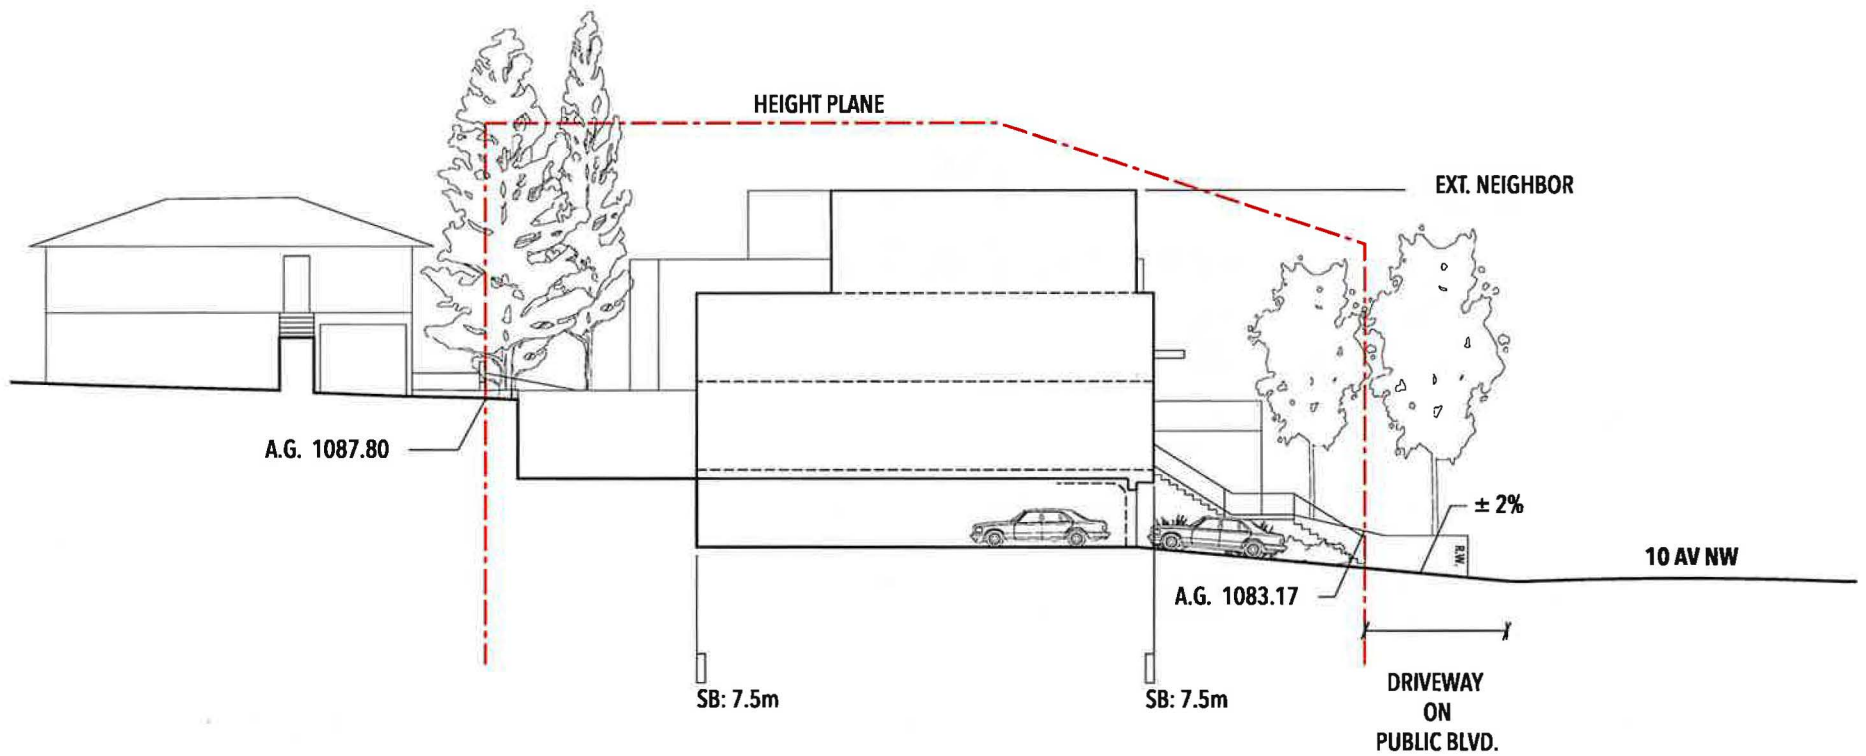 HEIGHT PLANE
EXT. NEIGHBOR
A.G. 1087.80
± 2%
R.W.
10 AV NW
A.G. 1083.17
SB: 7.5m
SB: 7.5m
DRIVEWAY
ON
PUBLIC BLVD.